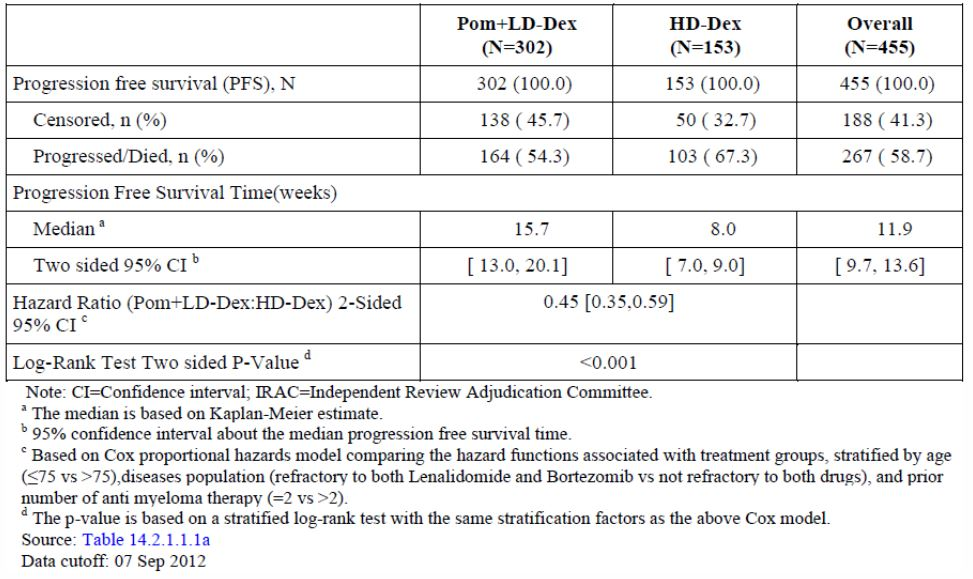 Pom+LD-Dex (N=302) HD-Dex (N=153) Overall (N=455)
Progression free survival (PFS), N 302 (100.0) 153 (100.0) 455 (100.0)
Censored, n (%) 138 ( 45.7) 50 ( 32.7) 188 ( 41.3)
Progressed/Died, n (%) 164 ( 54.3) 103 ( 67.3) 267 ( 58.7)
Progression Free Survival Time(weeks)
Median a 15.7 8.0 11.9
Two sided 95% CI b [ 13.0, 20.1] [ 7.0, 9.0] [ 9.7, 13.6]
Hazard Ratio (Pom+LD-Dex:HD-Dex) 2-Sided 0.45 [0.35,0.59]
95% CI c
Log-Rank Test Two sided P-Value d <0.001
Note: CI=Confidence interval; IRAC=Independent Review Adjudication Committee.
a The median is based on Kaplan-Meier estimate.
b 95% confidence interval about the median progression free survival time.
c Based on Cox proportional hazards model comparing the hazard functions associated with treatment groups, stratified by age
(≤75 vs >75),diseases population (refractory to both Lenalidomide and Bortezomib vs not refractory to both drugs), and prior
number of anti myeloma therapy (=2 vs >2).
d The p-value is based on a stratified log-rank test with the same stratification factors as the above Cox model.
Source: Table 14.2.1.1.1a
Data cutoff: 07 Sep 2012